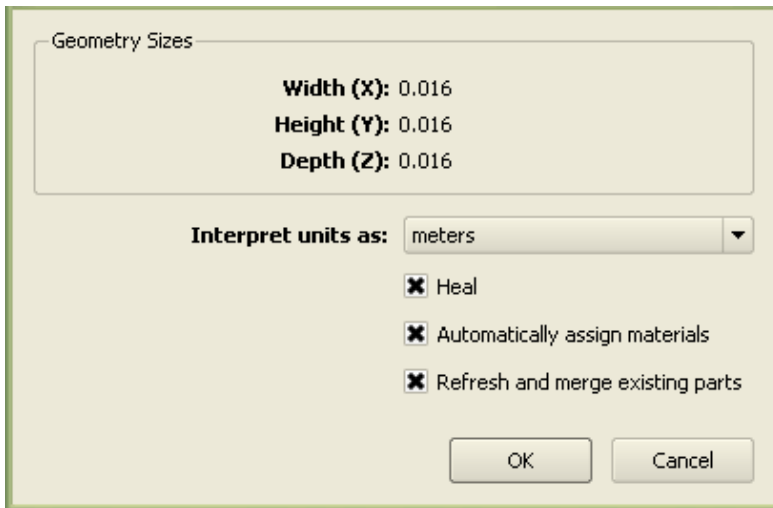 Geometry Sizes
Width (X): 0.016
Height (Y): 0.016
Depth (Z): 0.016
Interpret units as: meters
Heal
Automatically assign materials
Refresh and merge existing parts
OK Cancel